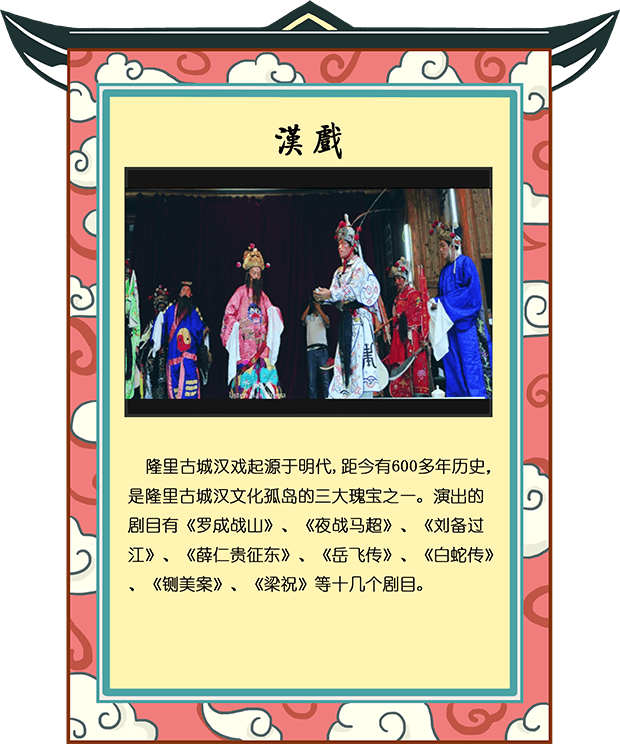 漢戲
隆里古城汉戏起源于明代,距今有600多年历史,
是隆里古城汉文化孤岛的三大瑰宝之一。演出的
剧目有《罗成战山》、《夜战马超》、《刘备过
江》、《薛仁贵征东》、《岳飞传》、《白蛇传》
、《铡美案》、《梁祝》等十几个剧目。